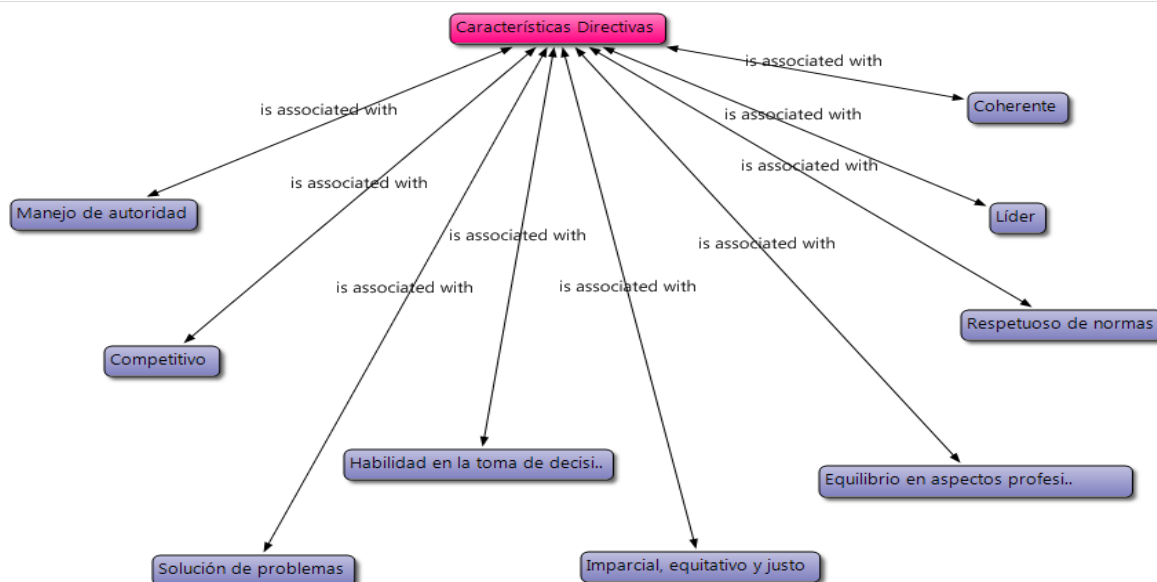 Características Directivas
is associated with
Coherente
is associated with
is associated with
Líder
is associated with
is associated with
Manejo de autoridad
is associated with
is associated with
is associated with
is associated with
Respetuoso de normas
Competitivo
Habilidad en la toma de decisi..
Equilibrio en aspectos profesi..
Solución de problemas
Imparcial, equitativo y justo